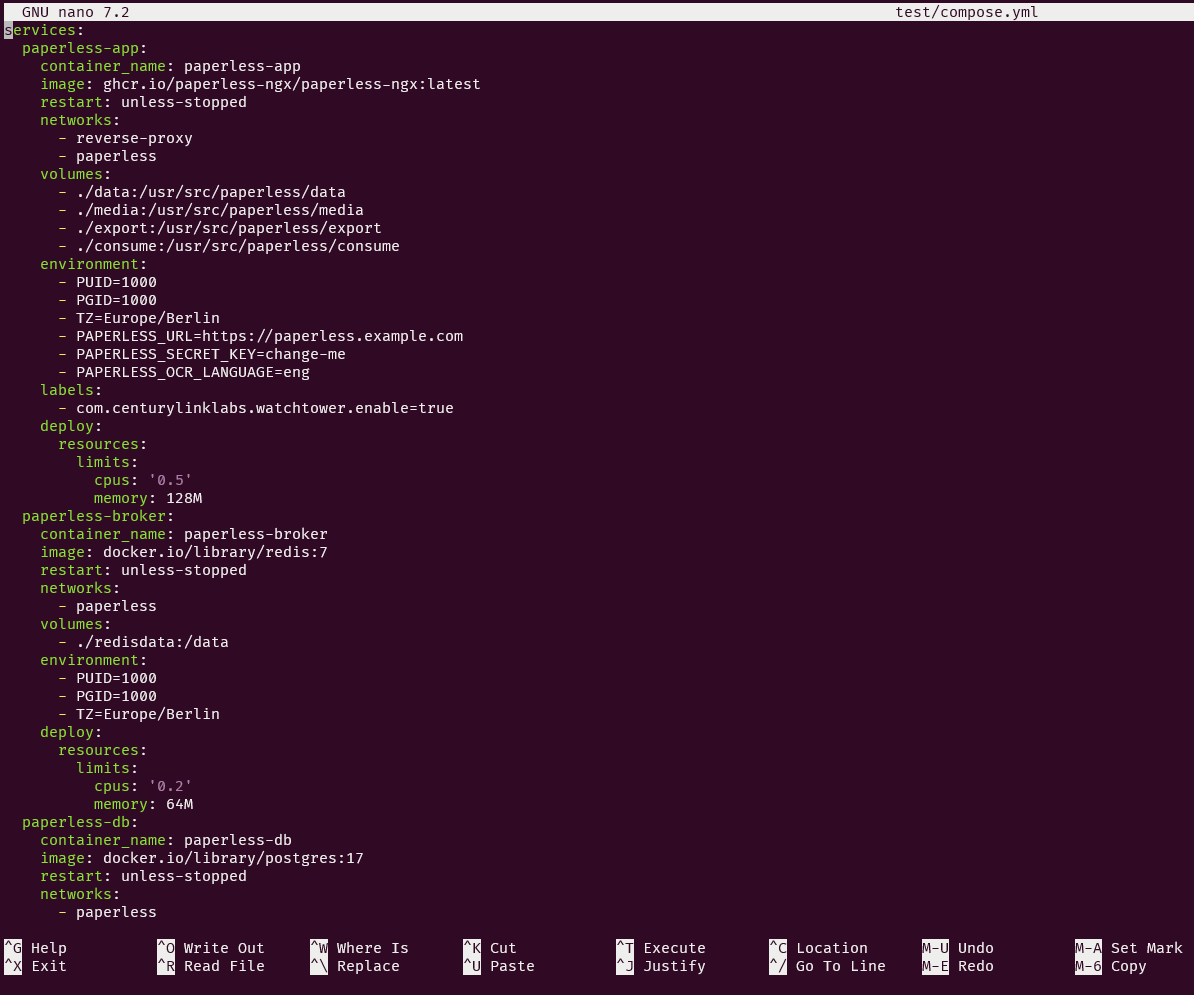 GNU nano 7.2 test/compose.yml
services:
  paperless-app:
    container_name: paperless-app
    image: ghcr.io/paperless-ngx/paperless-ngx:latest
    restart: unless-stopped
    networks:
      - reverse-proxy
      - paperless
    volumes:
      - ./data:/usr/src/paperless/data
      - ./media:/usr/src/paperless/media
      - ./export:/usr/src/paperless/export
      - ./consume:/usr/src/paperless/consume
    environment:
      - PUID=1000
      - PGID=1000
      - TZ=Europe/Berlin
      - PAPERLESS_URL=https://paperless.example.com
      - PAPERLESS_SECRET_KEY=change-me
      - PAPERLESS_OCR_LANGUAGE=eng
    labels:
      - com.centurylinklabs.watchtower.enable=true
    deploy:
      resources:
        limits:
          cpus: '0.5'
          memory: 128M
  paperless-broker:
    container_name: paperless-broker
    image: docker.io/library/redis:7
    restart: unless-stopped
    networks:
      - paperless
    volumes:
      - ./redisdata:/data
    environment:
      - PUID=1000
      - PGID=1000
      - TZ=Europe/Berlin
    deploy:
      resources:
        limits:
          cpus: '0.2'
          memory: 64M
  paperless-db:
    container_name: paperless-db
    image: docker.io/library/postgres:17
    restart: unless-stopped
    networks:
      - paperless
^G Help ^O Write Out ^W Where Is ^K Cut ^T Execute ^C Location M-U Undo M-A Set Mark
^X Exit ^R Read File ^\ Replace ^U Paste ^J Justify ^/ Go To Line M-E Redo M-6 Copy